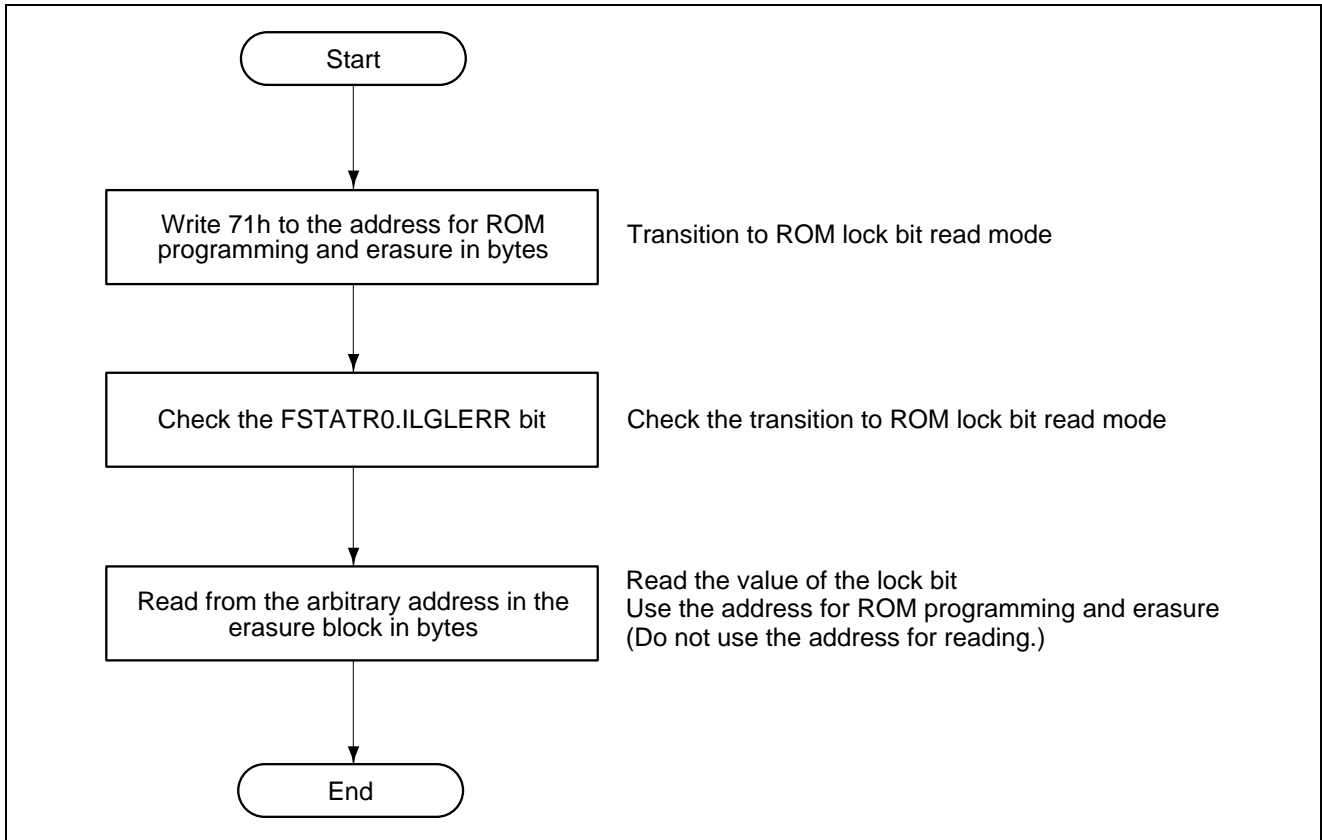 Start
Write 71h to the address for ROM
programming and erasure in bytes
Transition to ROM lock bit read mode
Check the FSTATR0.ILGLERR bit
Check the transition to ROM lock bit read mode
Read from the arbitrary address in the
erasure block in bytes
Read the value of the lock bit
Use the address for ROM programming and erasure
(Do not use the address for reading.)
End